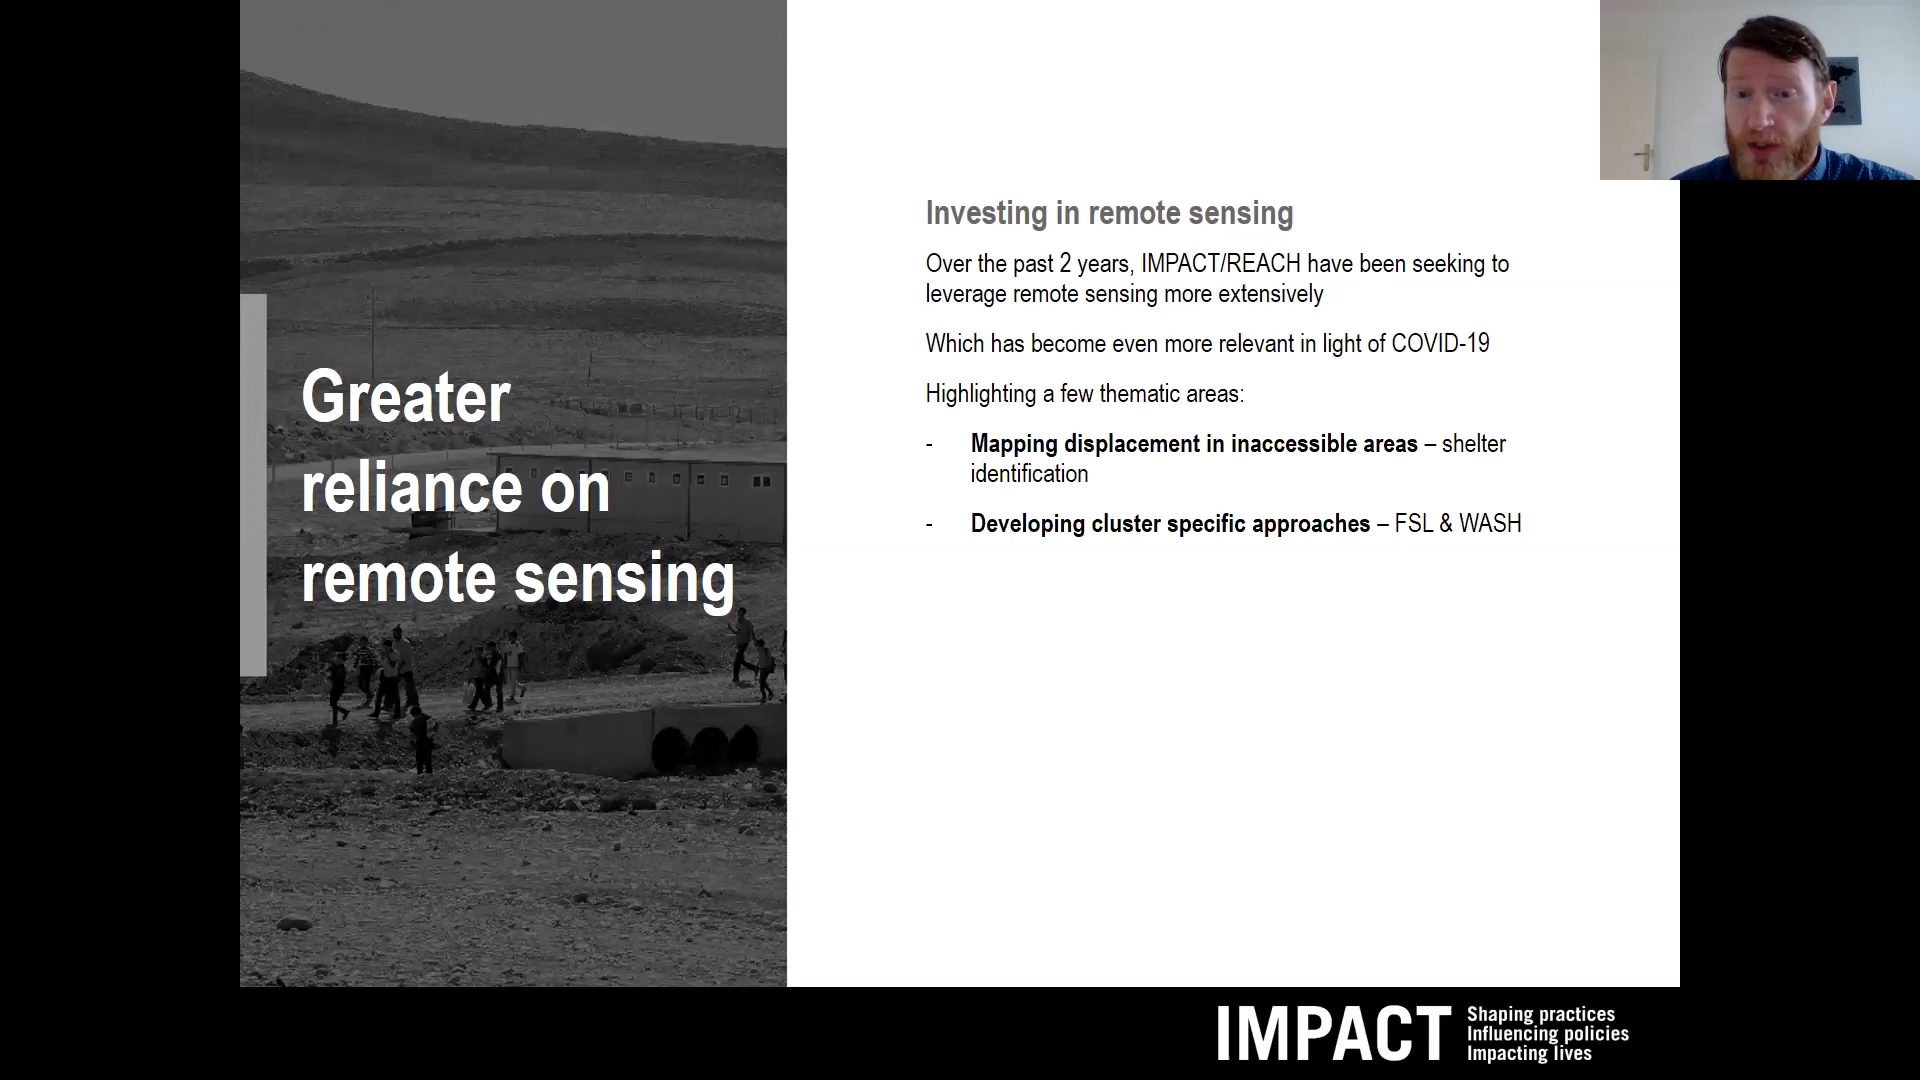 Greater
reliance on
remote sensing
Investing in remote sensing
Over the past 2 years, IMPACT/REACH have been seeking to
leverage remote sensing more extensively
Which has become even more relevant in light of COVID-19
Highlighting a few thematic areas:
- Mapping displacement in inaccessible areas – shelter
identification
- Developing cluster specific approaches – FSL & WASH
IMPACT
Shaping practices
Influencing policies
Impacting lives